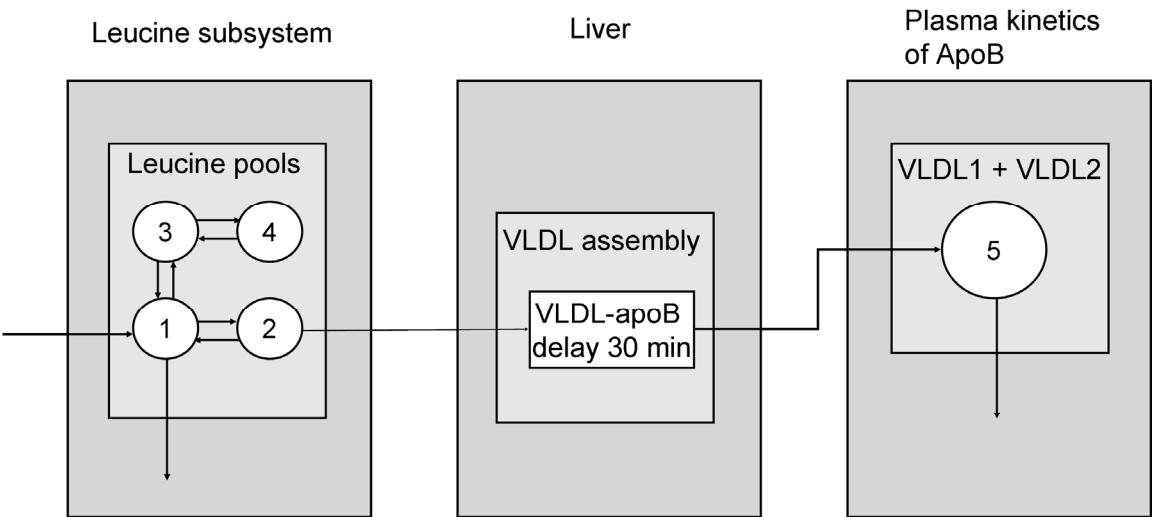 Leucine subsystem
Liver
Plasma kinetics
of ApoB
Leucine pools
3
4
1
2
VLDL assembly
VLDL-apoB
delay 30 min
VLDL1 + VLDL2
5